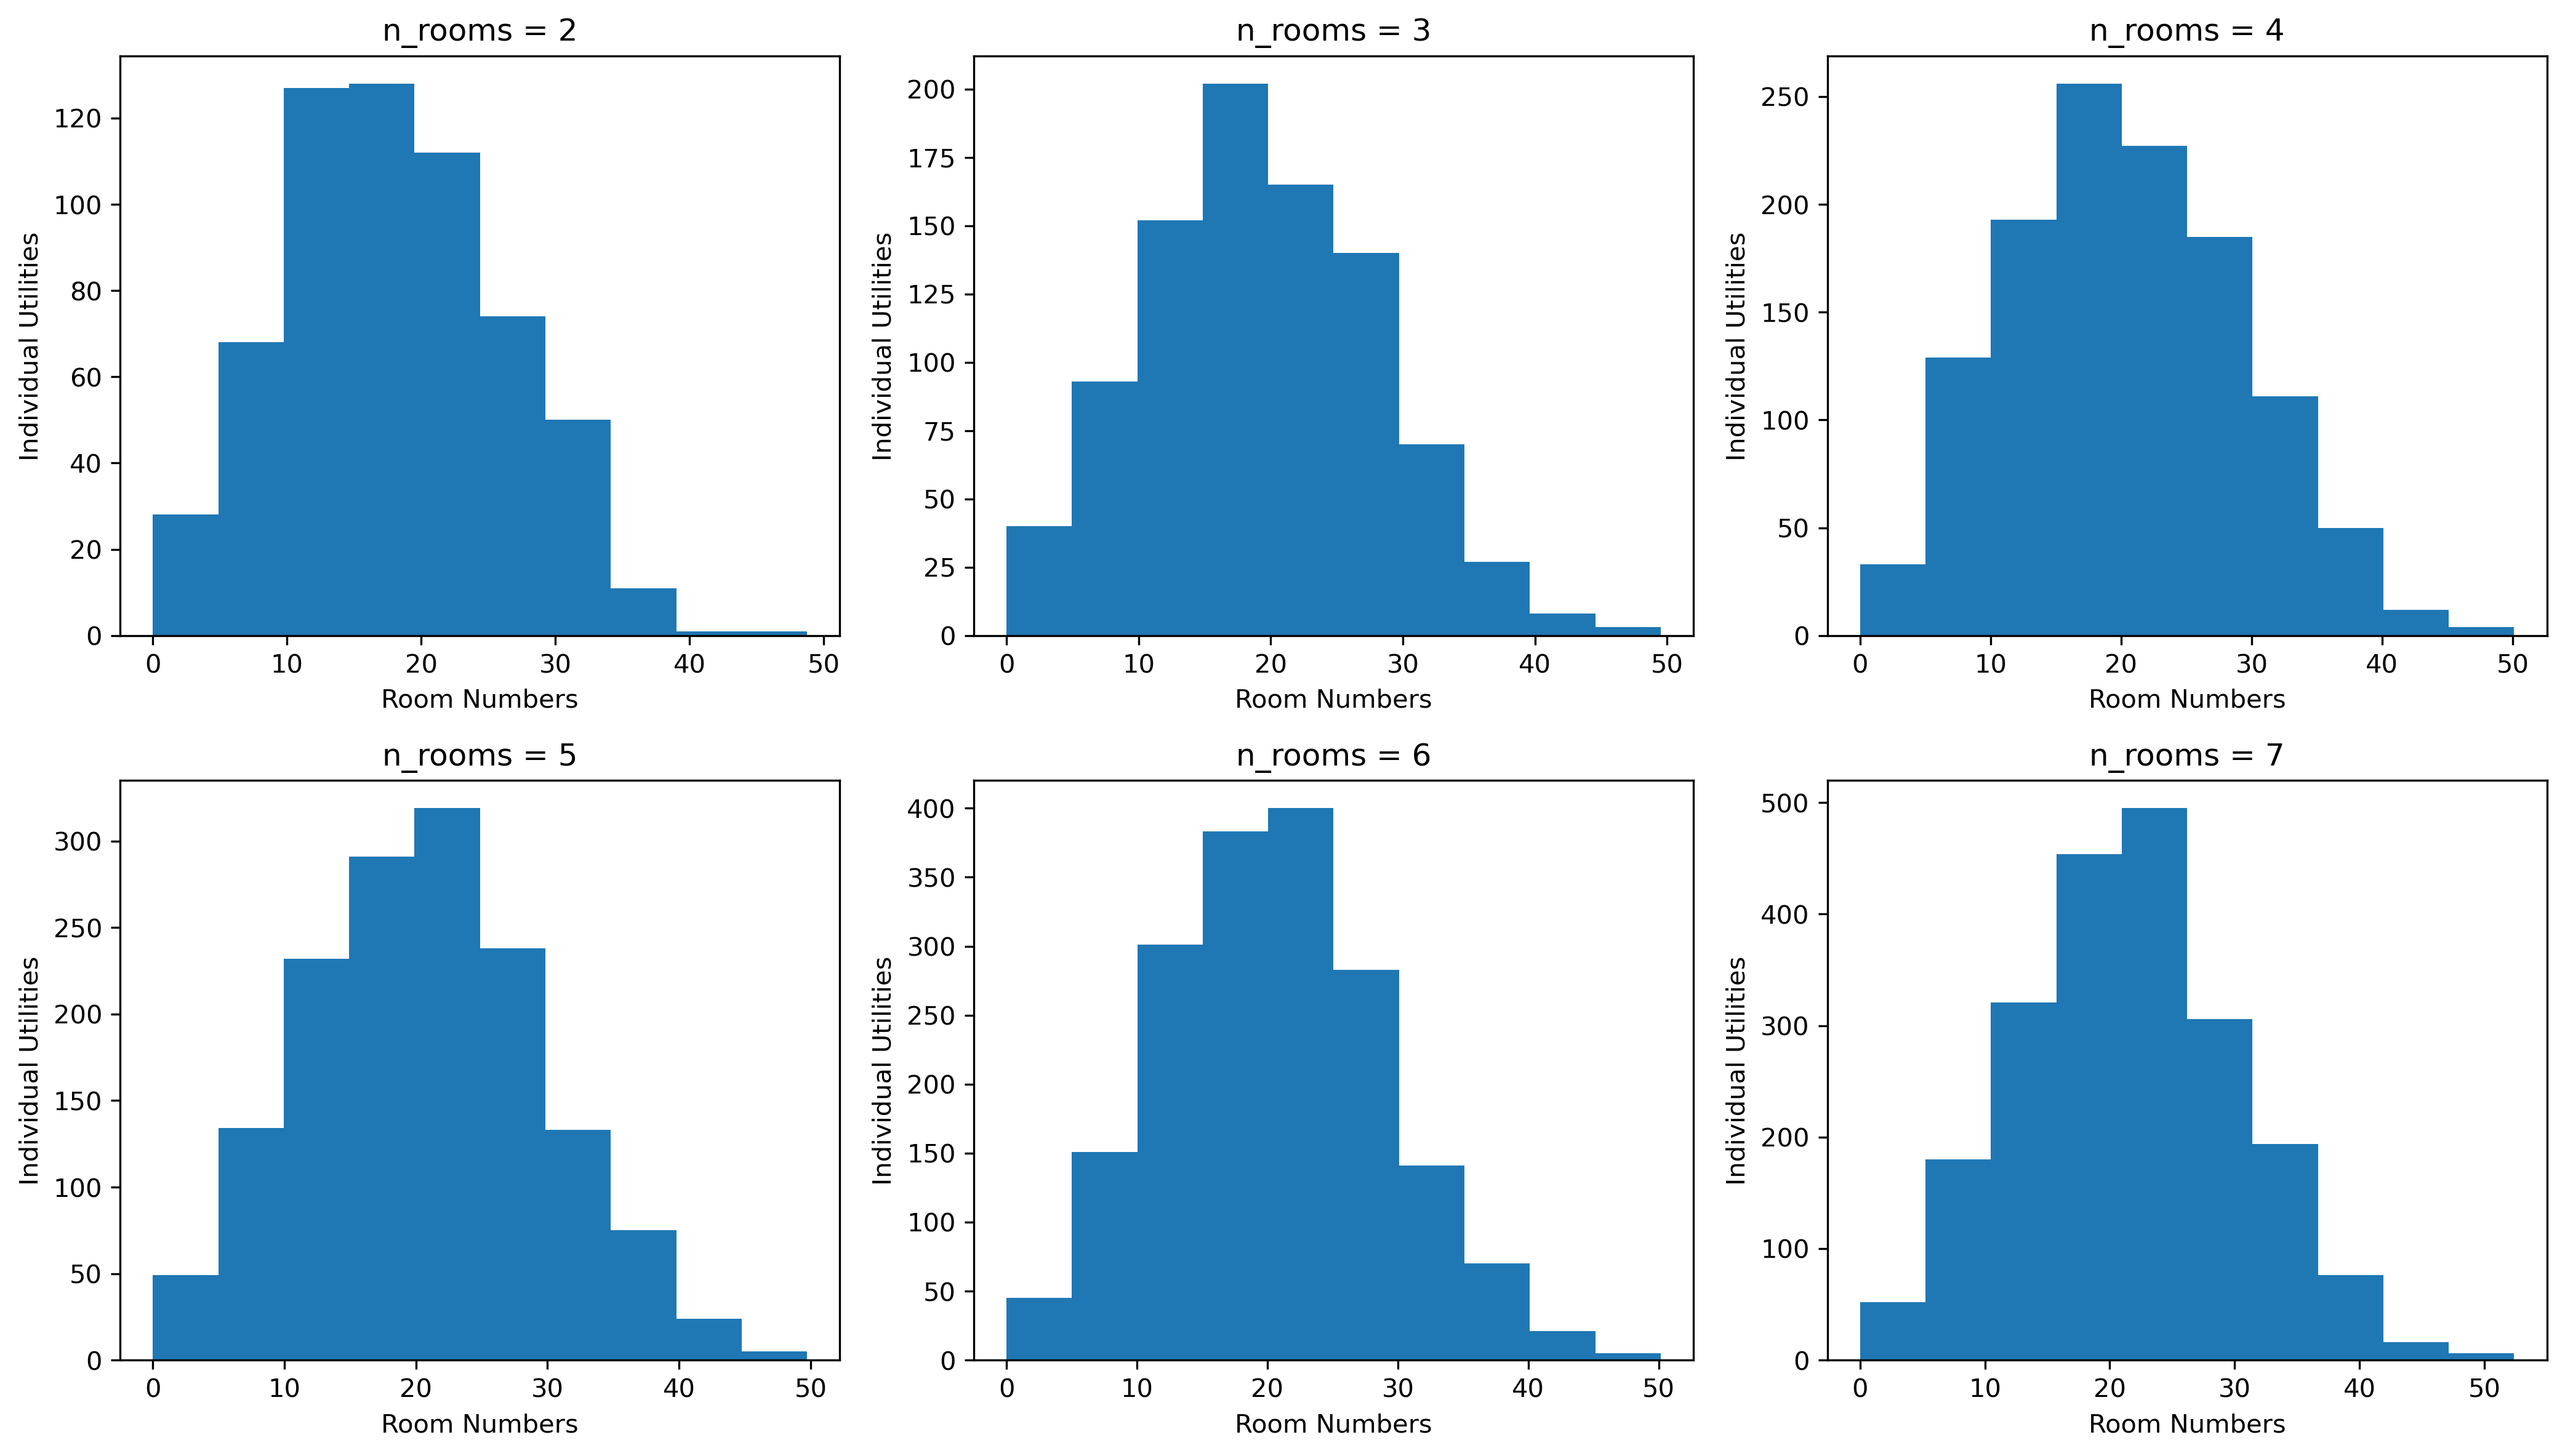 n_rooms = 2
120
100
80
60
40
20
0
Individual Utilities
0 10 20 30 40 50
Room Numbers
n_rooms = 3
200
175
150
125
100
75
50
25
0
Individual Utilities
0 10 20 30 40 50
Room Numbers
n_rooms = 4
250
200
150
100
50
0
Individual Utilities
0 10 20 30 40 50
Room Numbers
n_rooms = 5
300
250
200
150
100
50
0
Individual Utilities
0 10 20 30 40 50
Room Numbers
n_rooms = 6
400
350
300
250
200
150
100
50
0
Individual Utilities
0 10 20 30 40 50
Room Numbers
n_rooms = 7
500
400
300
200
100
0
Individual Utilities
0 10 20 30 40 50
Room Numbers